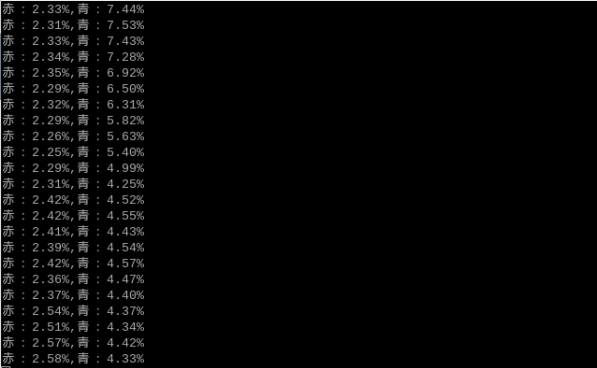 赤：2.33%,青：7.44%
赤：2.31%,青：7.53%
赤：2.33%,青：7.43%
赤：2.34%,青：7.28%
赤：2.35%,青：6.92%
赤：2.29%,青：6.50%
赤：2.32%,青：6.31%
赤：2.29%,青：5.82%
赤：2.26%,青：5.63%
赤：2.25%,青：5.40%
赤：2.29%,青：4.99%
赤：2.31%,青：4.25%
赤：2.42%,青：4.52%
赤：2.42%,青：4.55%
赤：2.41%,青：4.43%
赤：2.39%,青：4.54%
赤：2.42%,青：4.57%
赤：2.36%,青：4.47%
赤：2.37%,青：4.40%
赤：2.54%,青：4.37%
赤：2.51%,青：4.34%
赤：2.57%,青：4.42%
赤：2.58%,青：4.33%